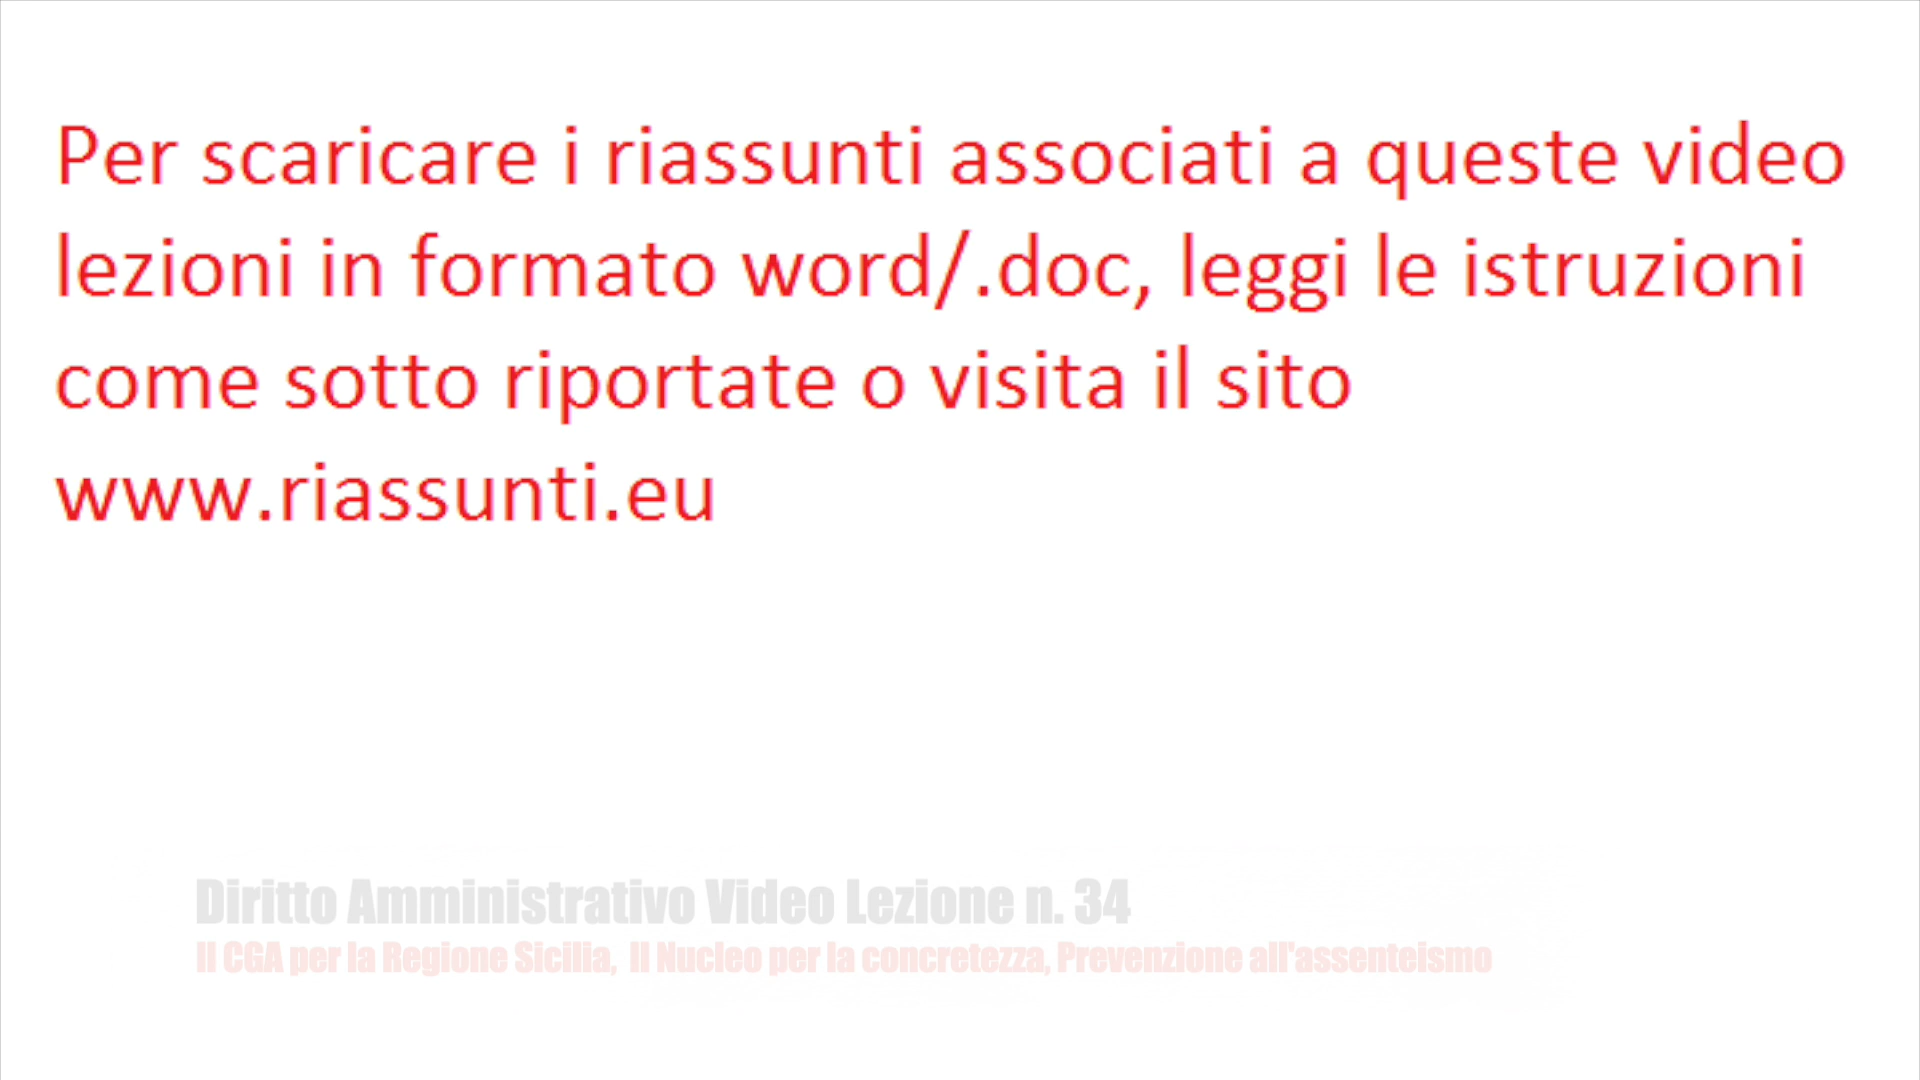 Per scaricare i riassunti associati a queste video
lezioni in formato word/.doc, leggi le istruzioni
come sotto riportate o visita il sito
www.riassunti.eu
Diritto Amministrativo Video Lezione n. 34
Il CGA per la Regione Sicilia, Il Nucleo per la concretezza, Prevenzione all'assenteismo